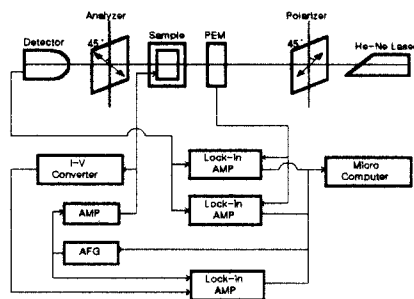 Analyzer
Polarizer
Detector
45°
Sample
PEM
45°
He-Ne Laser
I-V
Converter
Lock-in
AMP
Micro
Computer
AMP
Lock-in
AMP
AFG
Lock-in
AMP